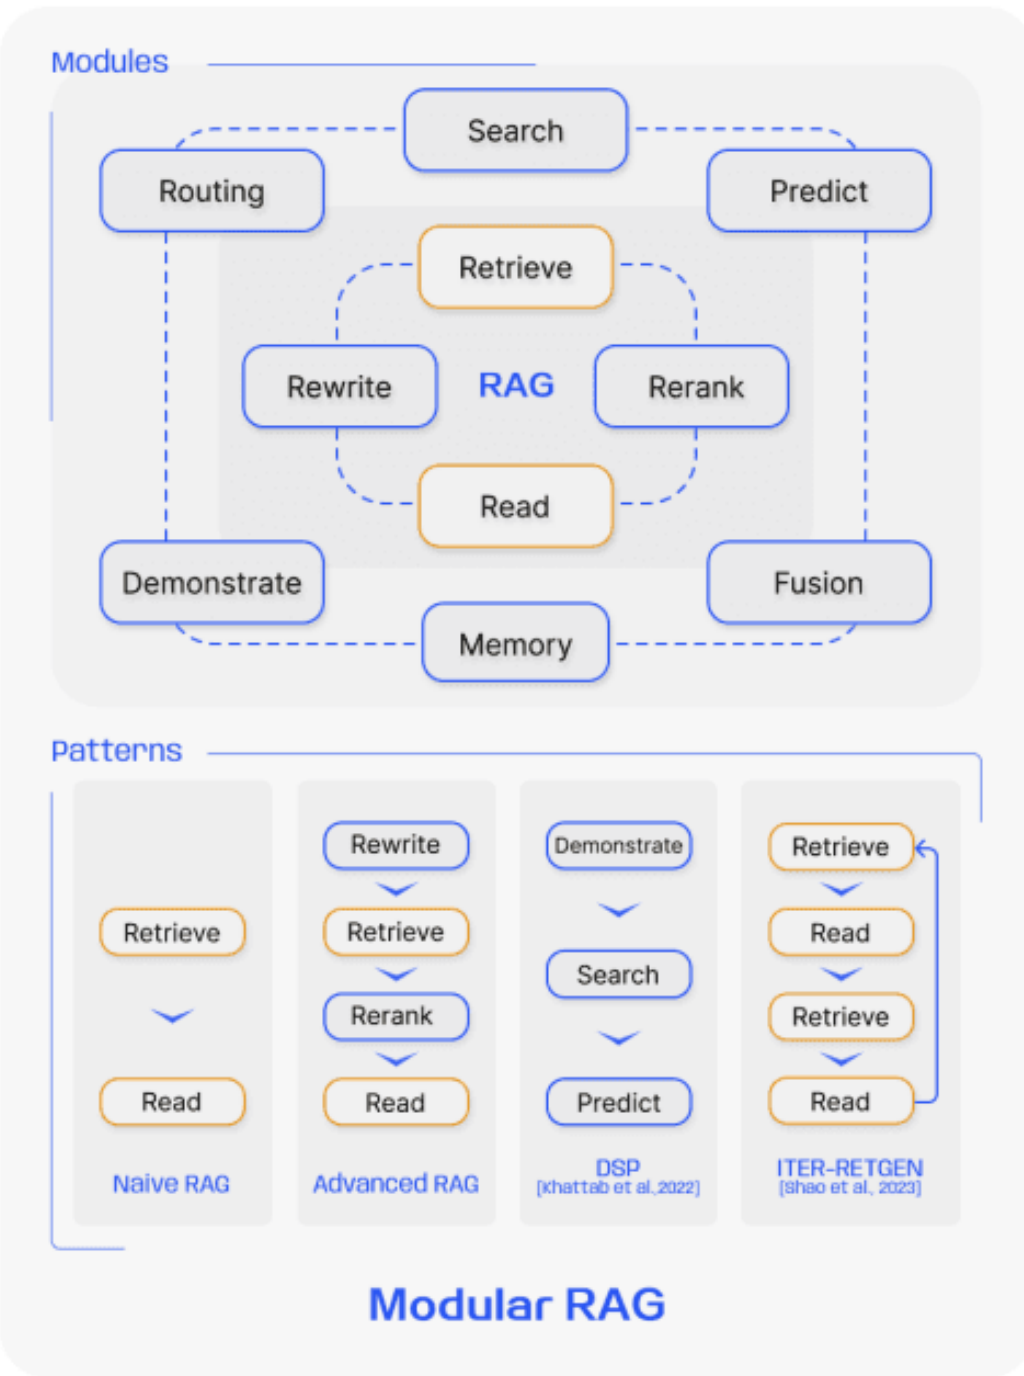 Modules
Search
Routing
Predict
Retrieve
Rewrite
RAG
Rerank
Read
Demonstrate
Fusion
Memory
Patterns
Retrieve
Read
Naive RAG
Rewrite
Retrieve
Rerank
Read
Advanced RAG
Demonstrate
Search
Predict
DSP
[Khattab et al.,2022]
Retrieve
Read
Retrieve
Read
ITER-RETGEN
[Shao et al., 2023]
Modular RAG